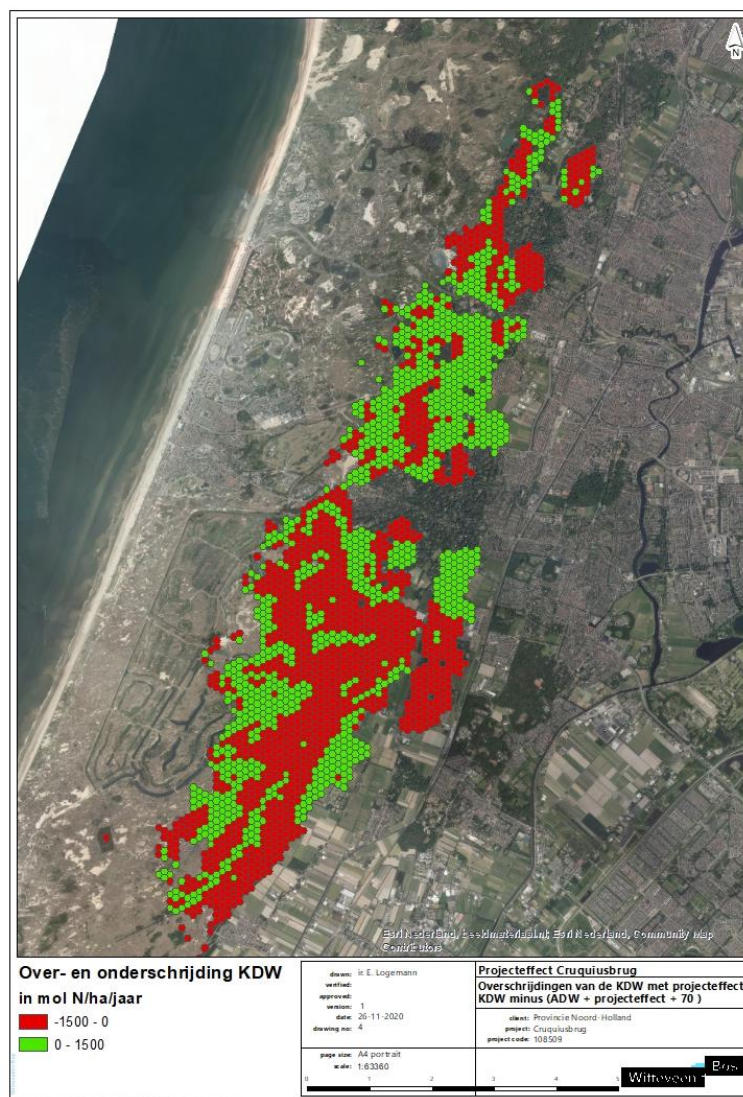 N
Esri Nederland, beeldmateriaal.nl; Esri Nederland, Community Map
Contributors
Over- en onderschrijding KDW
in mol N/ha/jaar
-1500 - 0
0 - 1500
drawn: ir. E. Logemann
verified:
approved:
version: 1
date: 26-11-2020
drawing no: 4
page size: A4 portrait
scale: 1:63360
Projecteffect Cruquiusbrug
Overschrijdingen van de KDW met projecteffect
KDW minus (ADW + projecteffect + 70 )
client: Provincie Noord-Holland
project: Cruquiusbrug
project code: 108509
0 1 2 3 4 5
Witteveen + Bos